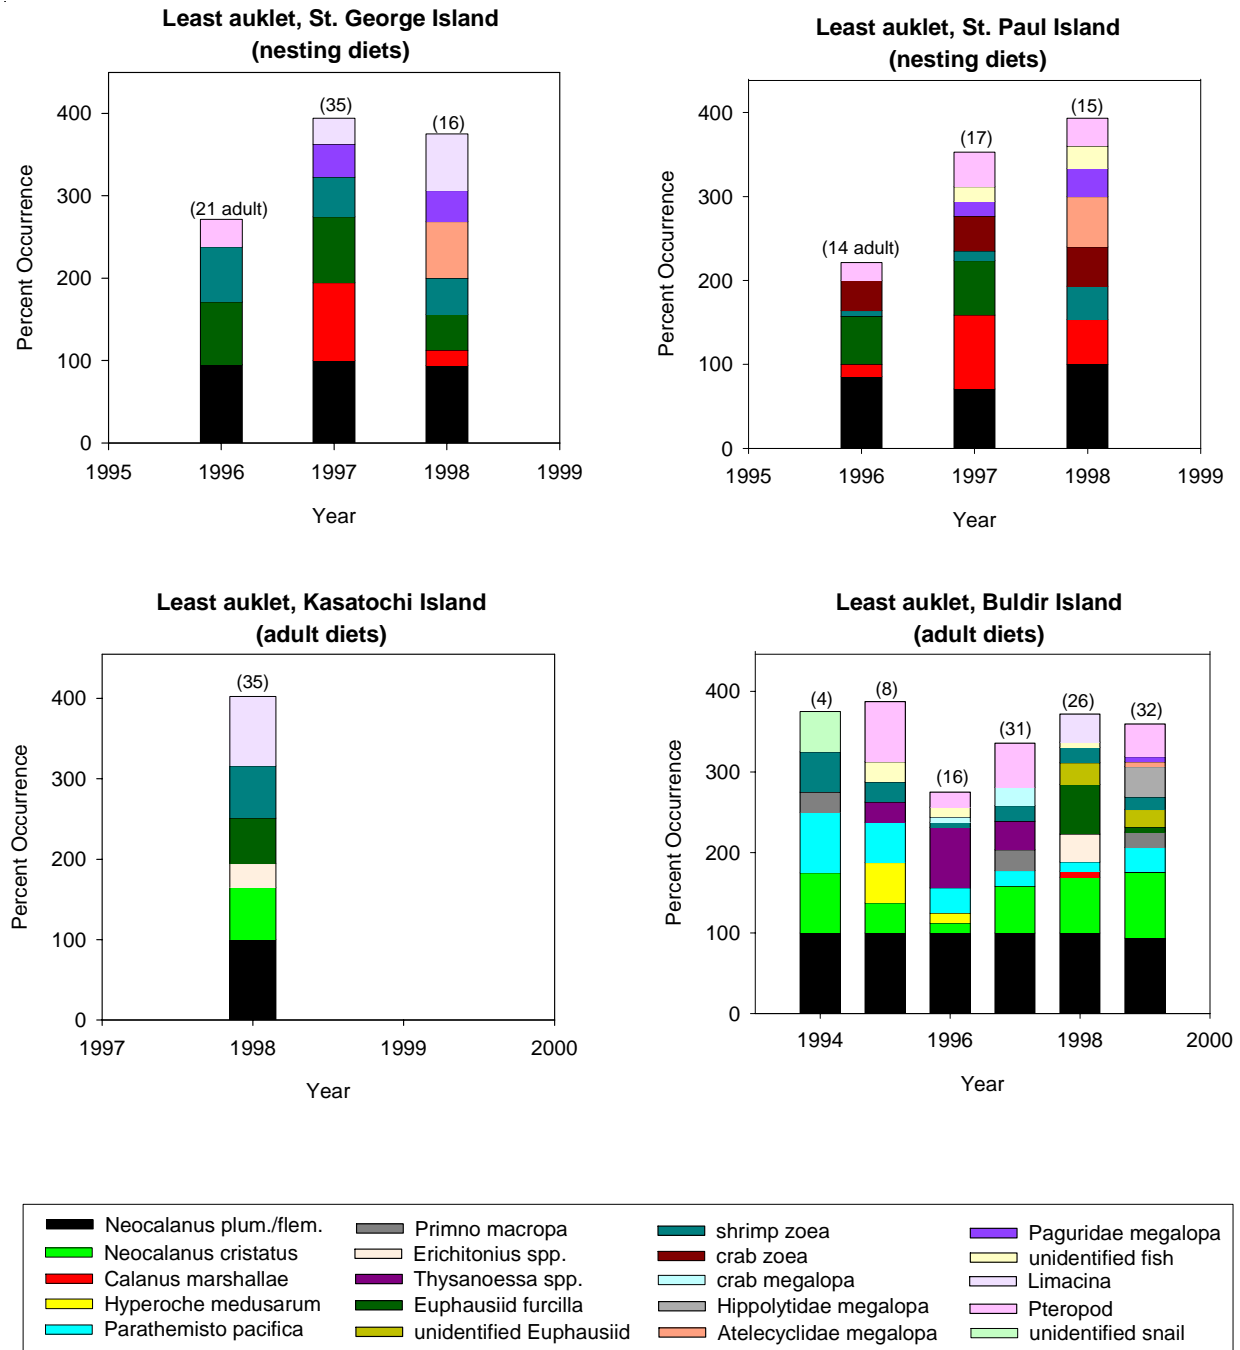 Least auklet, St. George Island
(nesting diets)
Percent Occurrence
400
300
200
100
0
(21 adult)
(35)
(16)
1995
1996
1997
1998
1999
Year
Least auklet, St. Paul Island
(nesting diets)
Percent Occurrence
400
300
200
100
0
(14 adult)
(17)
(15)
1995
1996
1997
1998
1999
Year
Least auklet, Kasatochi Island
(adult diets)
Percent Occurrence
400
300
200
100
0
(35)
1997
1998
1999
2000
Year
Least auklet, Buldir Island
(adult diets)
Percent Occurrence
400
300
200
100
0
(4)
(8)
(16)
(31)
(26)
(32)
1994
1996
1998
2000
Year
Neocalanus plum./flem.
Neocalanus cristatus
Calanus marshallae
Hyperoche medusarum
Parathemisto pacifica
Primno macropa
Erichitonius spp.
Thysanoessa spp.
Euphausiid furcilla
unidentified Euphausiid
shrimp zoea
crab zoea
crab megalopa
Hippolytidae megalopa
Atelecyclidae megalopa
Paguridae megalopa
unidentified fish
Limacina
Pteropod
unidentified snail